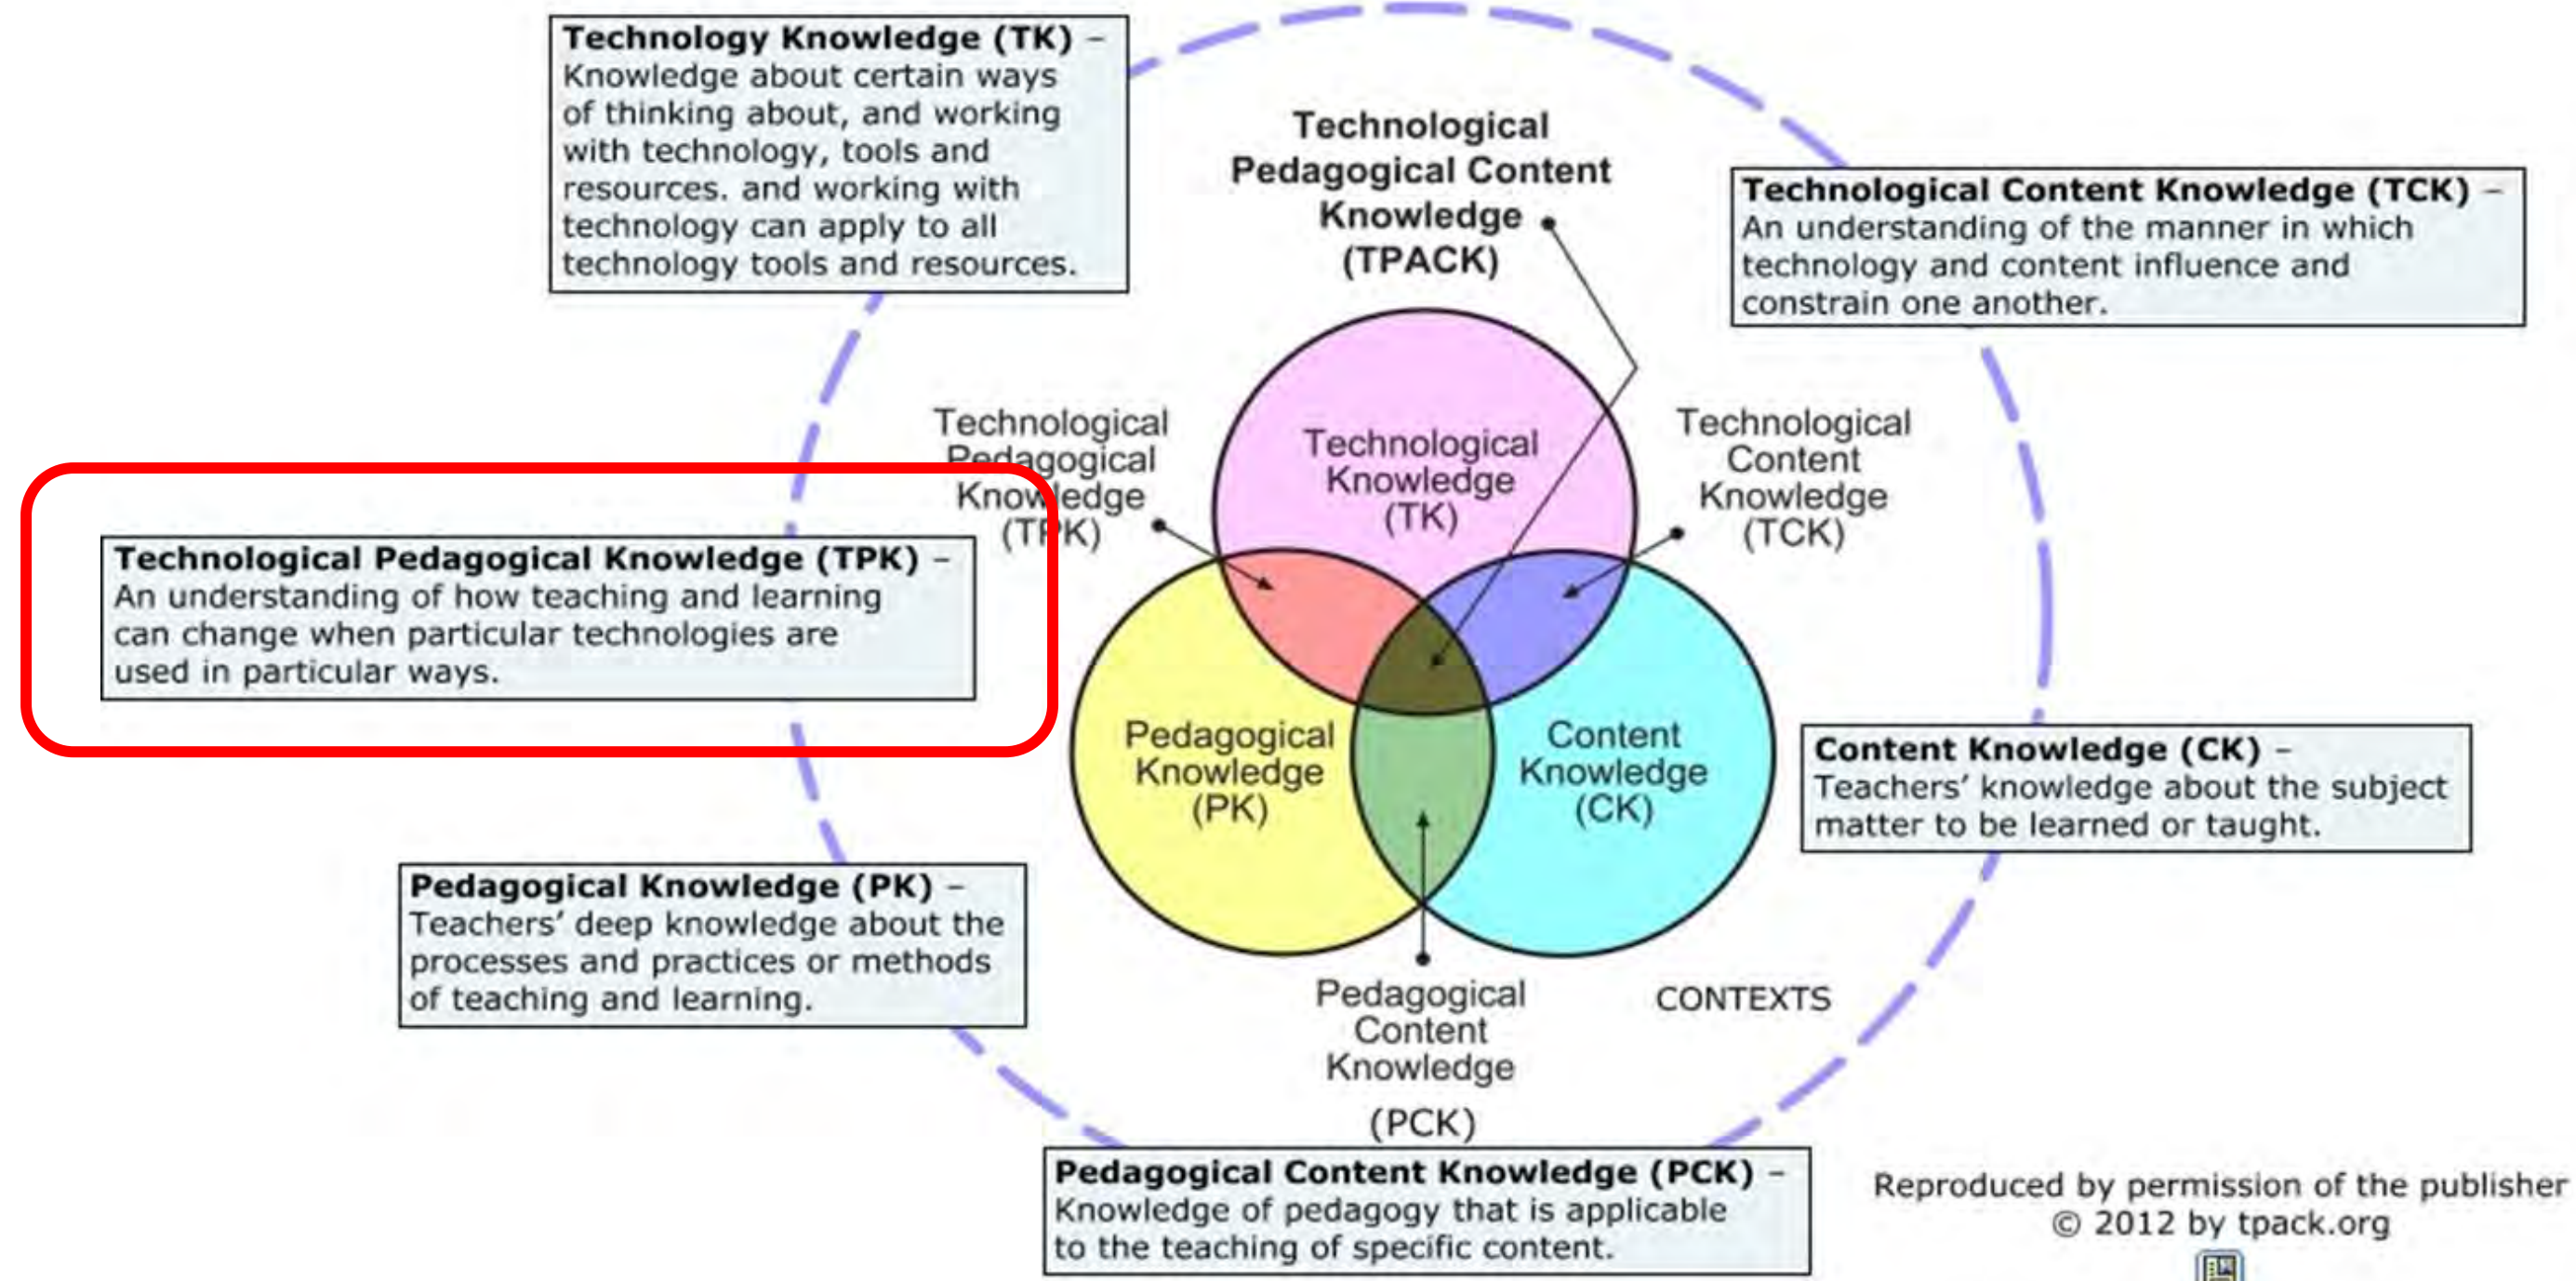 Technology Knowledge (TK) –
Knowledge about certain ways
of thinking about, and working
with technology, tools and
resources. and working with
technology can apply to all
technology tools and resources.
Technological
Pedagogical Content
Knowledge
(TPACK)
Technological Content Knowledge (TCK) –
An understanding of the manner in which
technology and content influence and
constrain one another.
Technological
Pedagogical
Knowledge
(TPK)
Technological
Knowledge
(TK)
Technological
Content
Knowledge
(TCK)
Technological Pedagogical Knowledge (TPK) –
An understanding of how teaching and learning
can change when particular technologies are
used in particular ways.
Pedagogical
Knowledge
(PK)
Content
Knowledge
(CK)
Content Knowledge (CK) –
Teachers’ knowledge about the subject
matter to be learned or taught.
Pedagogical Knowledge (PK) –
Teachers’ deep knowledge about the
processes and practices or methods
of teaching and learning.
Pedagogical
Content
Knowledge
(PCK)
CONTEXTS
Pedagogical Content Knowledge (PCK) –
Knowledge of pedagogy that is applicable
to the teaching of specific content.
Reproduced by permission of the publisher
© 2012 by tpack.org